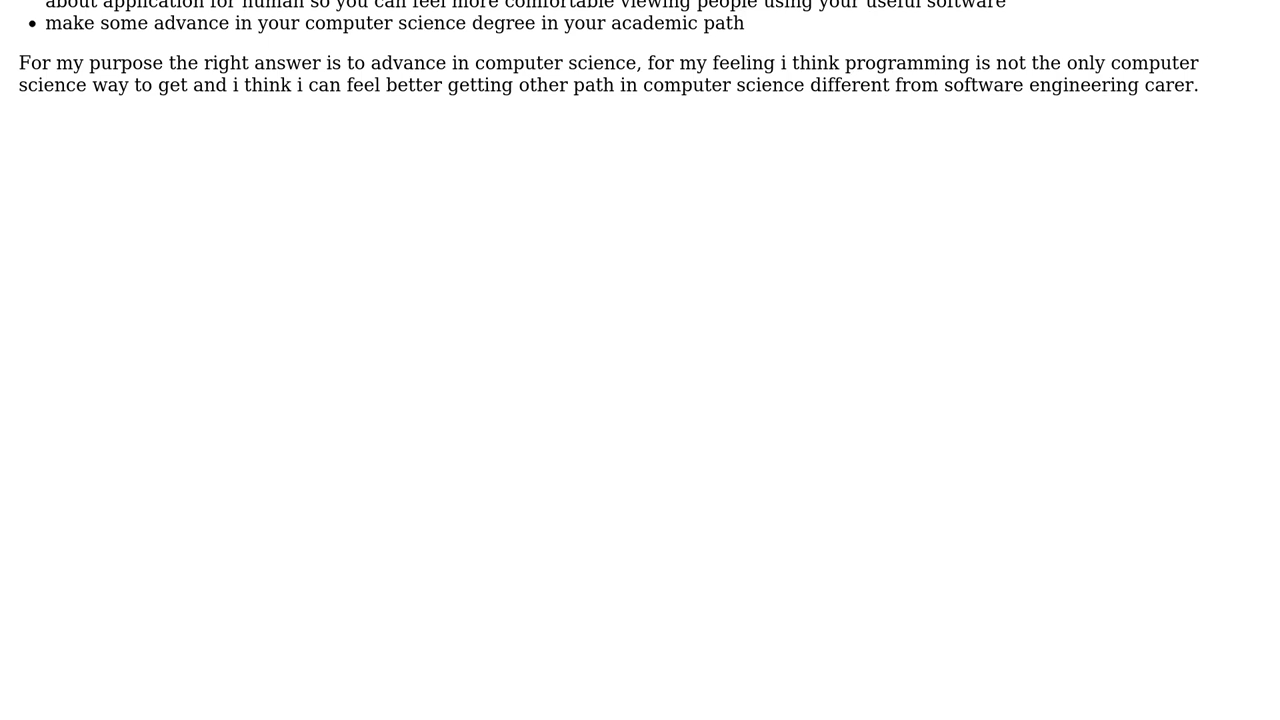 about application for human so you can feel more comfortable viewing people using your useful software
make some advance in your computer science degree in your academic path
For my purpose the right answer is to advance in computer science, for my feeling i think programming is not the only computer
science way to get and i think i can feel better getting other path in computer science different from software engineering carer.